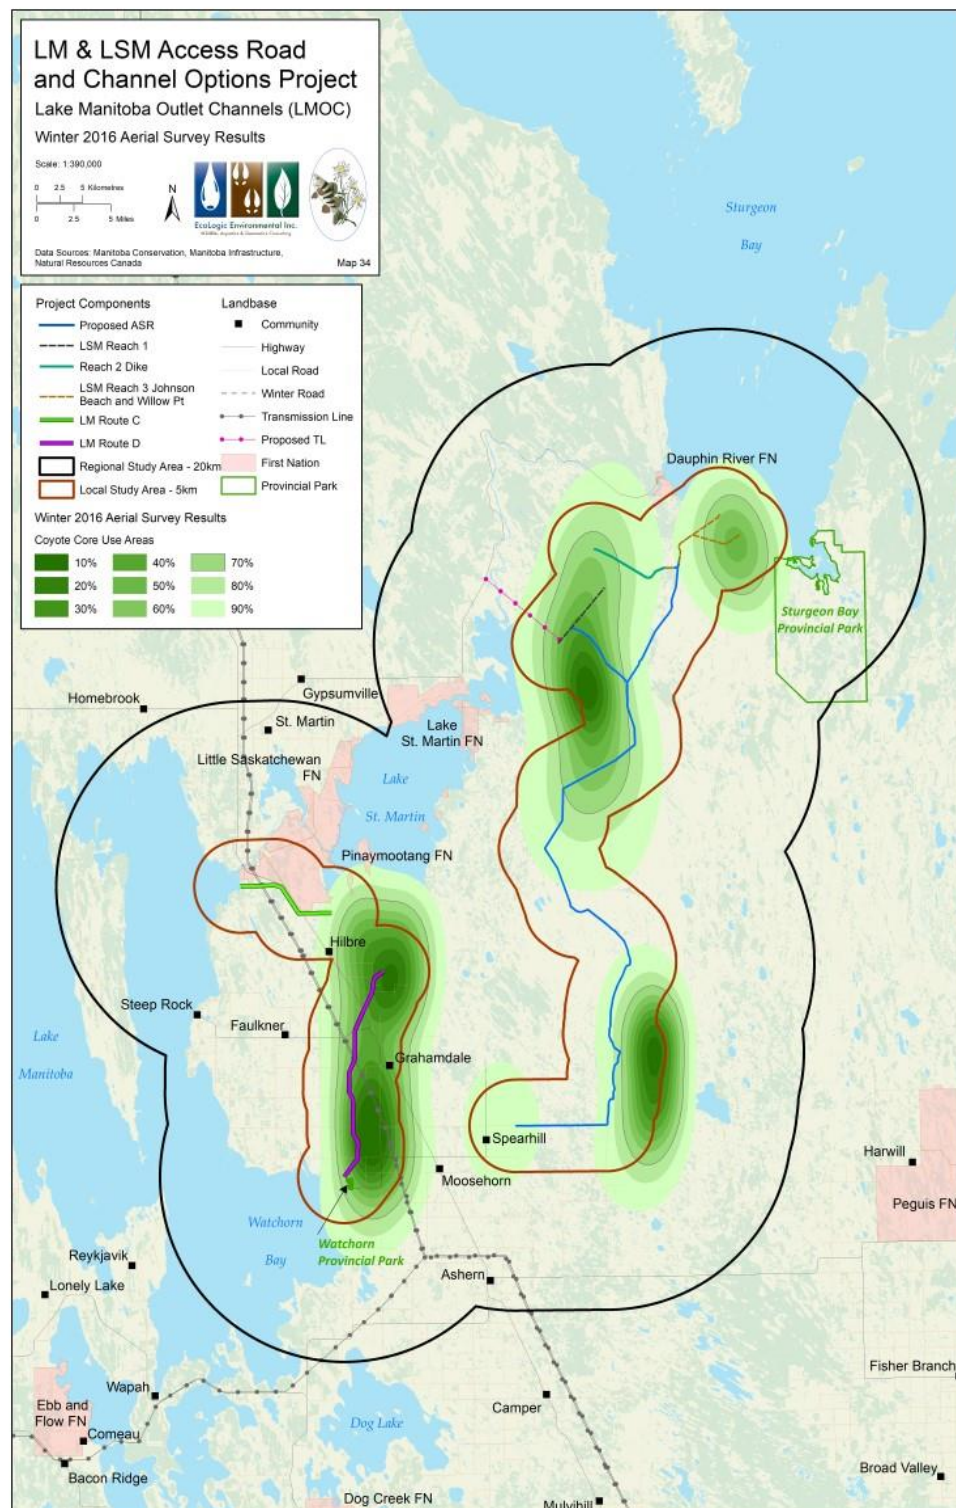 LM & LSM Access Road
and Channel Options Project
Lake Manitoba Outlet Channels (LMOC)
Winter 2016 Aerial Survey Results
Scale: 1:390,000
0 2.5 5 Kilometres
0 2.5 5 Miles
N
EcoLogic Environmental Inc.
Data Sources: Manitoba Conservation, Manitoba Infrastructure,
Natural Resources Canada
Map 34
Project Components
Proposed ASR
LSM Reach 1
Reach 2 Dike
LSM Reach 3 Johnson
Beach and Willow Pt
LM Route C
LM Route D
Regional Study Area - 20km
Local Study Area - 5km
Landbase
Community
Highway
Local Road
Winter Road
Transmission Line
Proposed TL
First Nation
Provincial Park
Winter 2016 Aerial Survey Results
Coyote Core Use Areas
10% 40% 70%
20% 50% 80%
30% 60% 90%
Sturgeon
Bay
Dauphin River FN
Sturgeon Bay
Provincial Park
Gypsumville
Homebrook
St. Martin
Lake
St. Martin FN
Little Saskatchewan
FN
Lake
St. Martin
Pinaymootang FN
Hilbre
Steep Rock
Faulkner
Lake
Manitoba
Grahamdale
Spearhill
Moosehorn
Harwill
Peguis FN
Watchorn
Bay
Watchorn
Provincial Park
Reykjavik
Lonely Lake
Ashern
Fisher Branch
Wapah
Camper
Ebb and
Flow FN
Comeau
Dog Lake
Bacon Ridge
Broad Valley
Dog Creek FN
Mulvihill